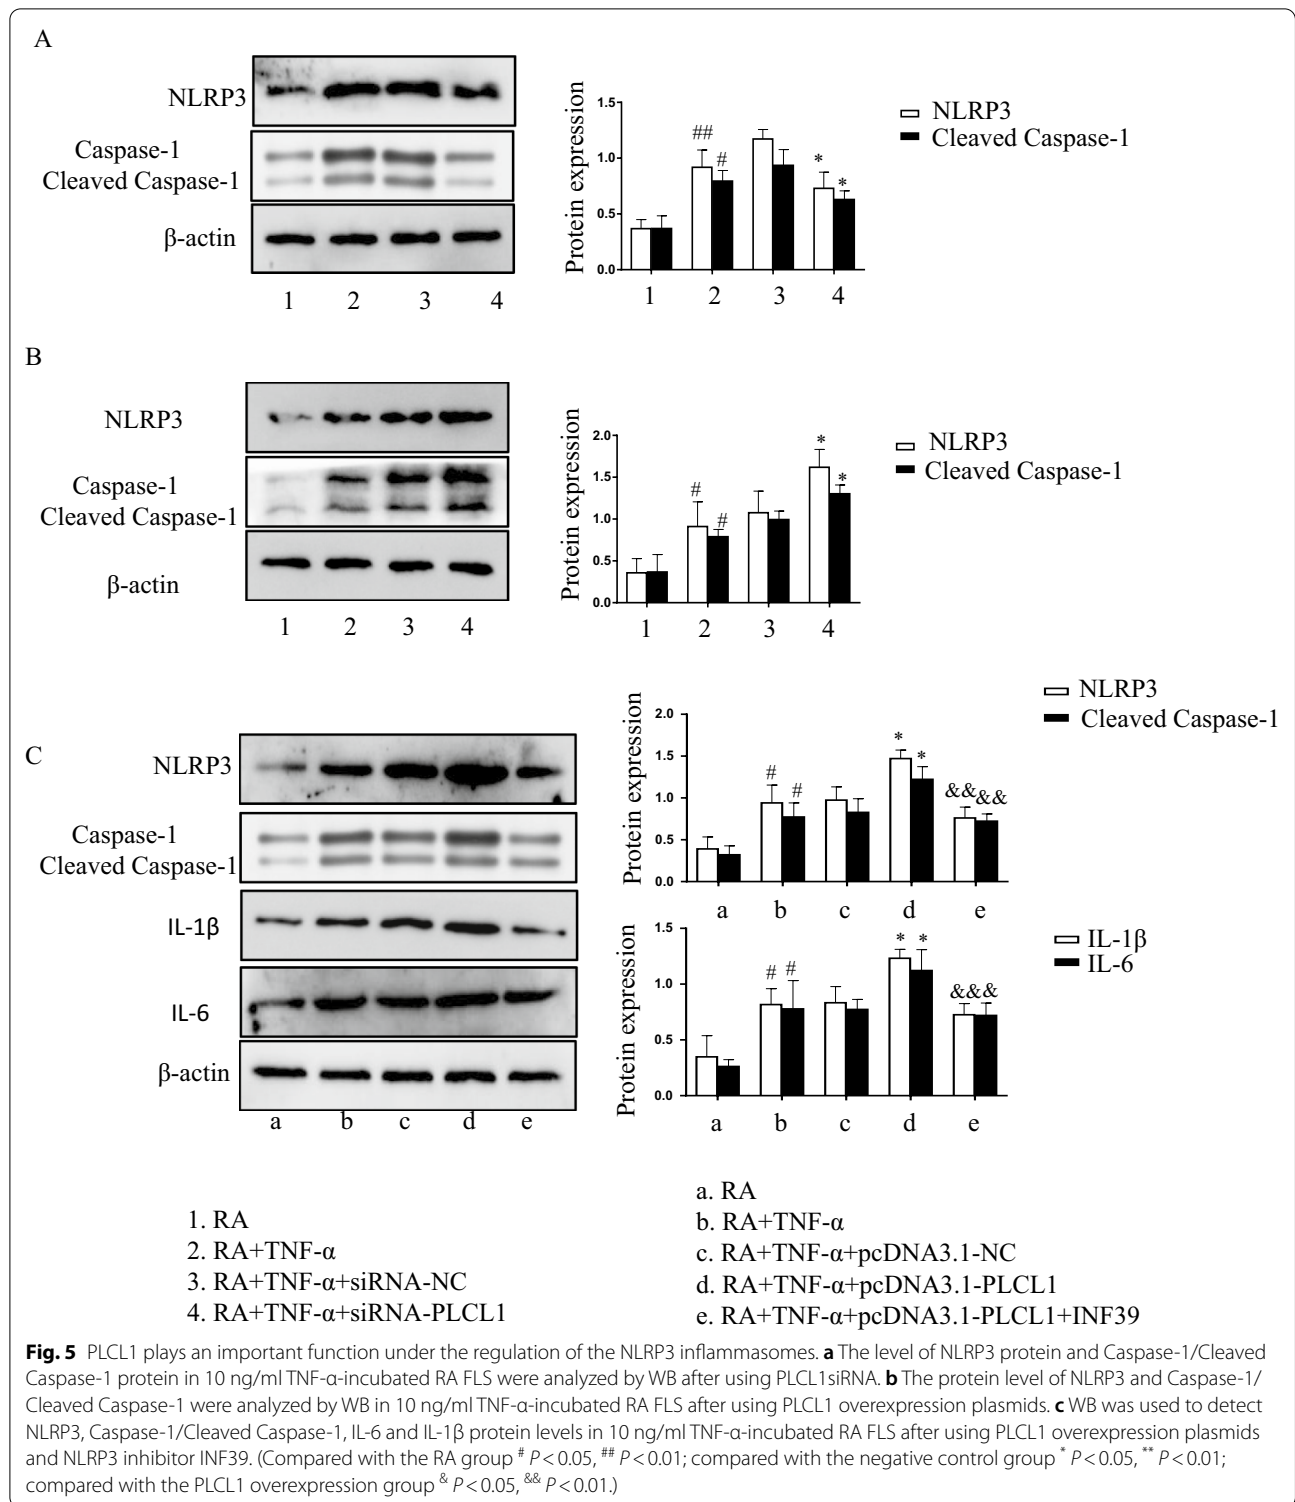 A
NLRP3
Caspase-1
Cleaved Caspase-1
β-actin
1 2 3 4
Protein expression
1.5
1.0
0.5
0.0
## # * *
1 2 3 4
NLRP3
Cleaved Caspase-1
B
NLRP3
Caspase-1
Cleaved Caspase-1
β-actin
1 2 3 4
Protein expression
2.0
1.5
1.0
0.5
0.0
# # * *
1 2 3 4
NLRP3
Cleaved Caspase-1
C
NLRP3
Caspase-1
Cleaved Caspase-1
IL-1β
IL-6
β-actin
a b c d e
Protein expression
2.0
1.5
1.0
0.5
0.0
# # * * &&&&
a b c d e
NLRP3
Cleaved Caspase-1
Protein expression
1.5
1.0
0.5
0.0
# # * * &&&
a b c d e
IL-1β
IL-6
1. RA
2. RA+TNF-α
3. RA+TNF-α+siRNA-NC
4. RA+TNF-α+siRNA-PLCL1
a. RA
b. RA+TNF-α
c. RA+TNF-α+pcDNA3.1-NC
d. RA+TNF-α+pcDNA3.1-PLCL1
e. RA+TNF-α+pcDNA3.1-PLCL1+INF39
Fig. 5 PLCL1 plays an important function under the regulation of the NLRP3 inflammasomes. a The level of NLRP3 protein and Caspase-1/Cleaved
Caspase-1 protein in 10 ng/ml TNF-α-incubated RA FLS were analyzed by WB after using PLCL1siRNA. b The protein level of NLRP3 and Caspase-1/
Cleaved Caspase-1 were analyzed by WB in 10 ng/ml TNF-α-incubated RA FLS after using PLCL1 overexpression plasmids. c WB was used to detect
NLRP3, Caspase-1/Cleaved Caspase-1, IL-6 and IL-1β protein levels in 10 ng/ml TNF-α-incubated RA FLS after using PLCL1 overexpression plasmids
and NLRP3 inhibitor INF39. (Compared with the RA group # P < 0.05, ## P < 0.01; compared with the negative control group * P < 0.05, ** P < 0.01;
compared with the PLCL1 overexpression group & P < 0.05, && P < 0.01.)